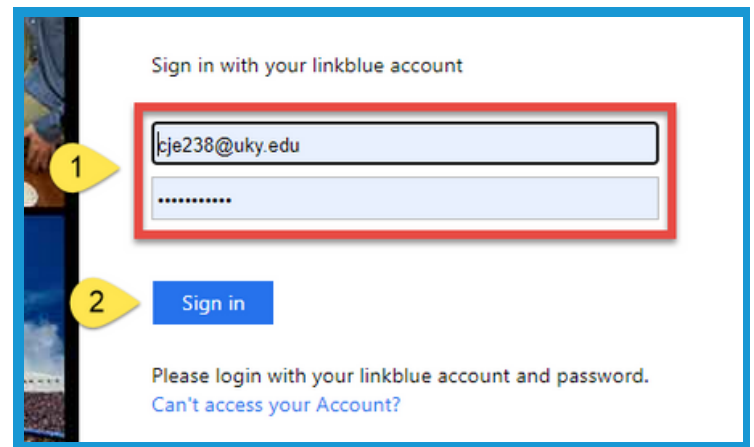 Sign in with your linkblue account
cje238@uky.edu
•••••••••••
1
2
Sign in
Please login with your linkblue account and password.
Can't access your Account?